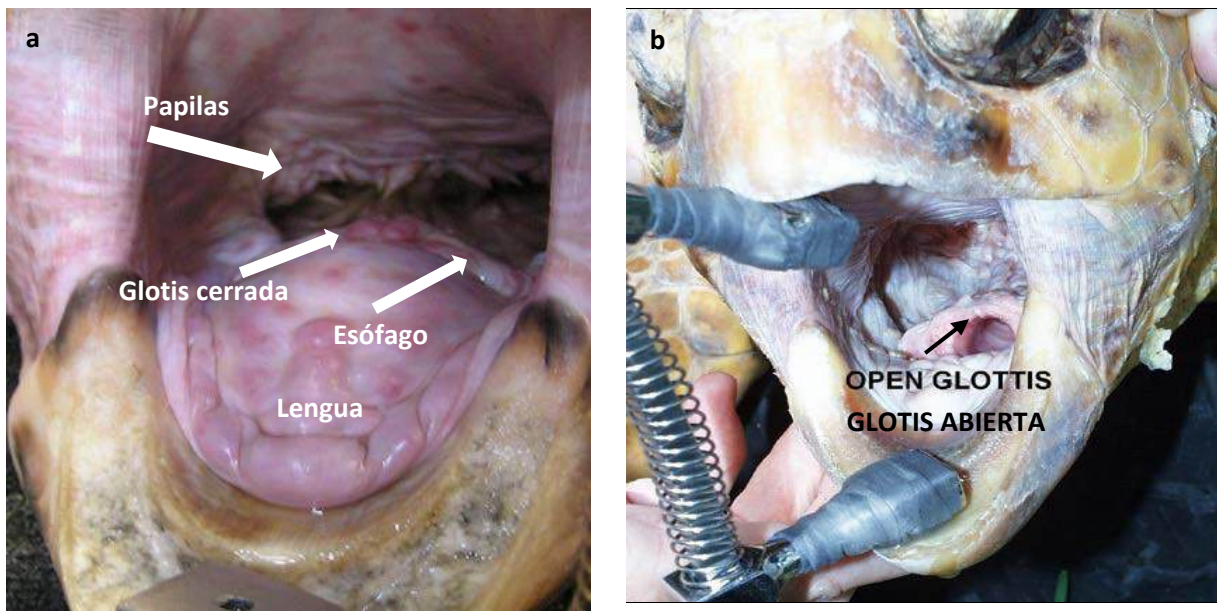 a
Papilas
Glotis cerrada
Esófago
Lengua
b
OPEN GLOTTIS
GLOTIS ABIERTA